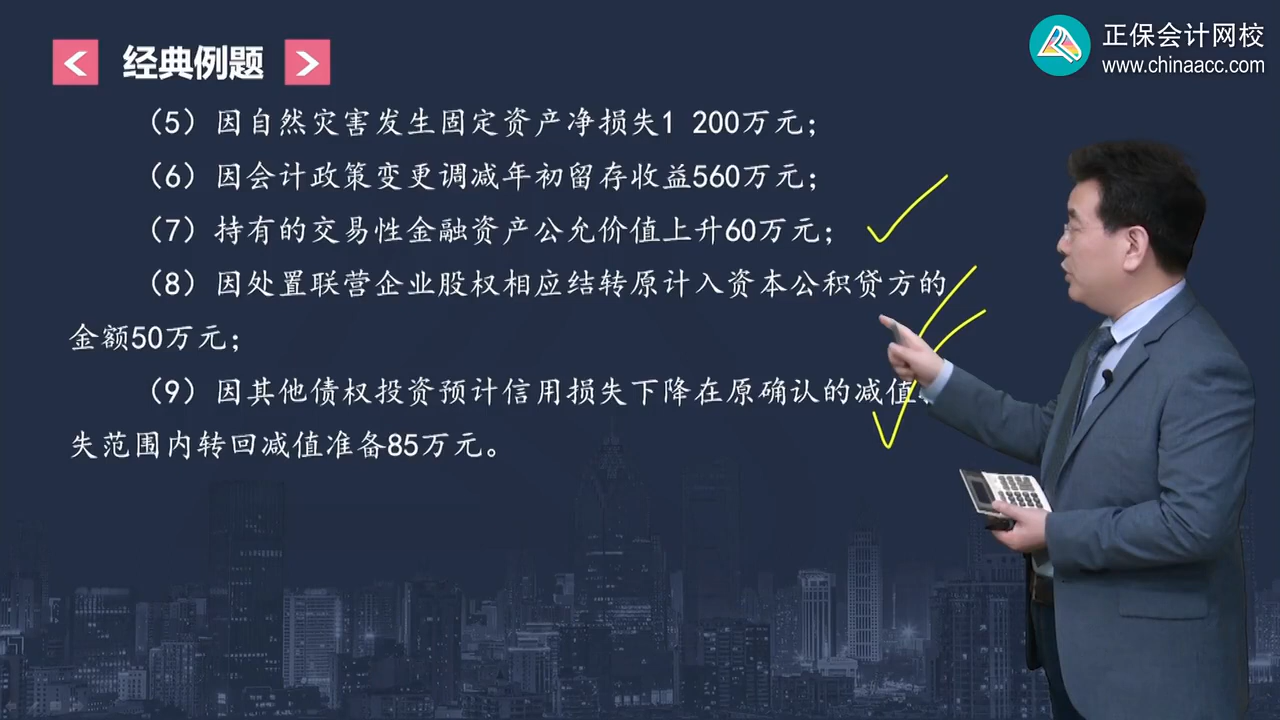 正保会计网校
www.chinaacc.com
经典例题
（5）因自然灾害发生固定资产净损失1 200万元；
（6）因会计政策变更调减年初留存收益560万元；
（7）持有的交易性金融资产公允价值上升60万元；
（8）因处置联营企业股权相应结转原计入资本公积贷方的
金额50万元；
（9）因其他债权投资预计信用损失下降在原确认的减值
失范围内转回减值准备85万元。